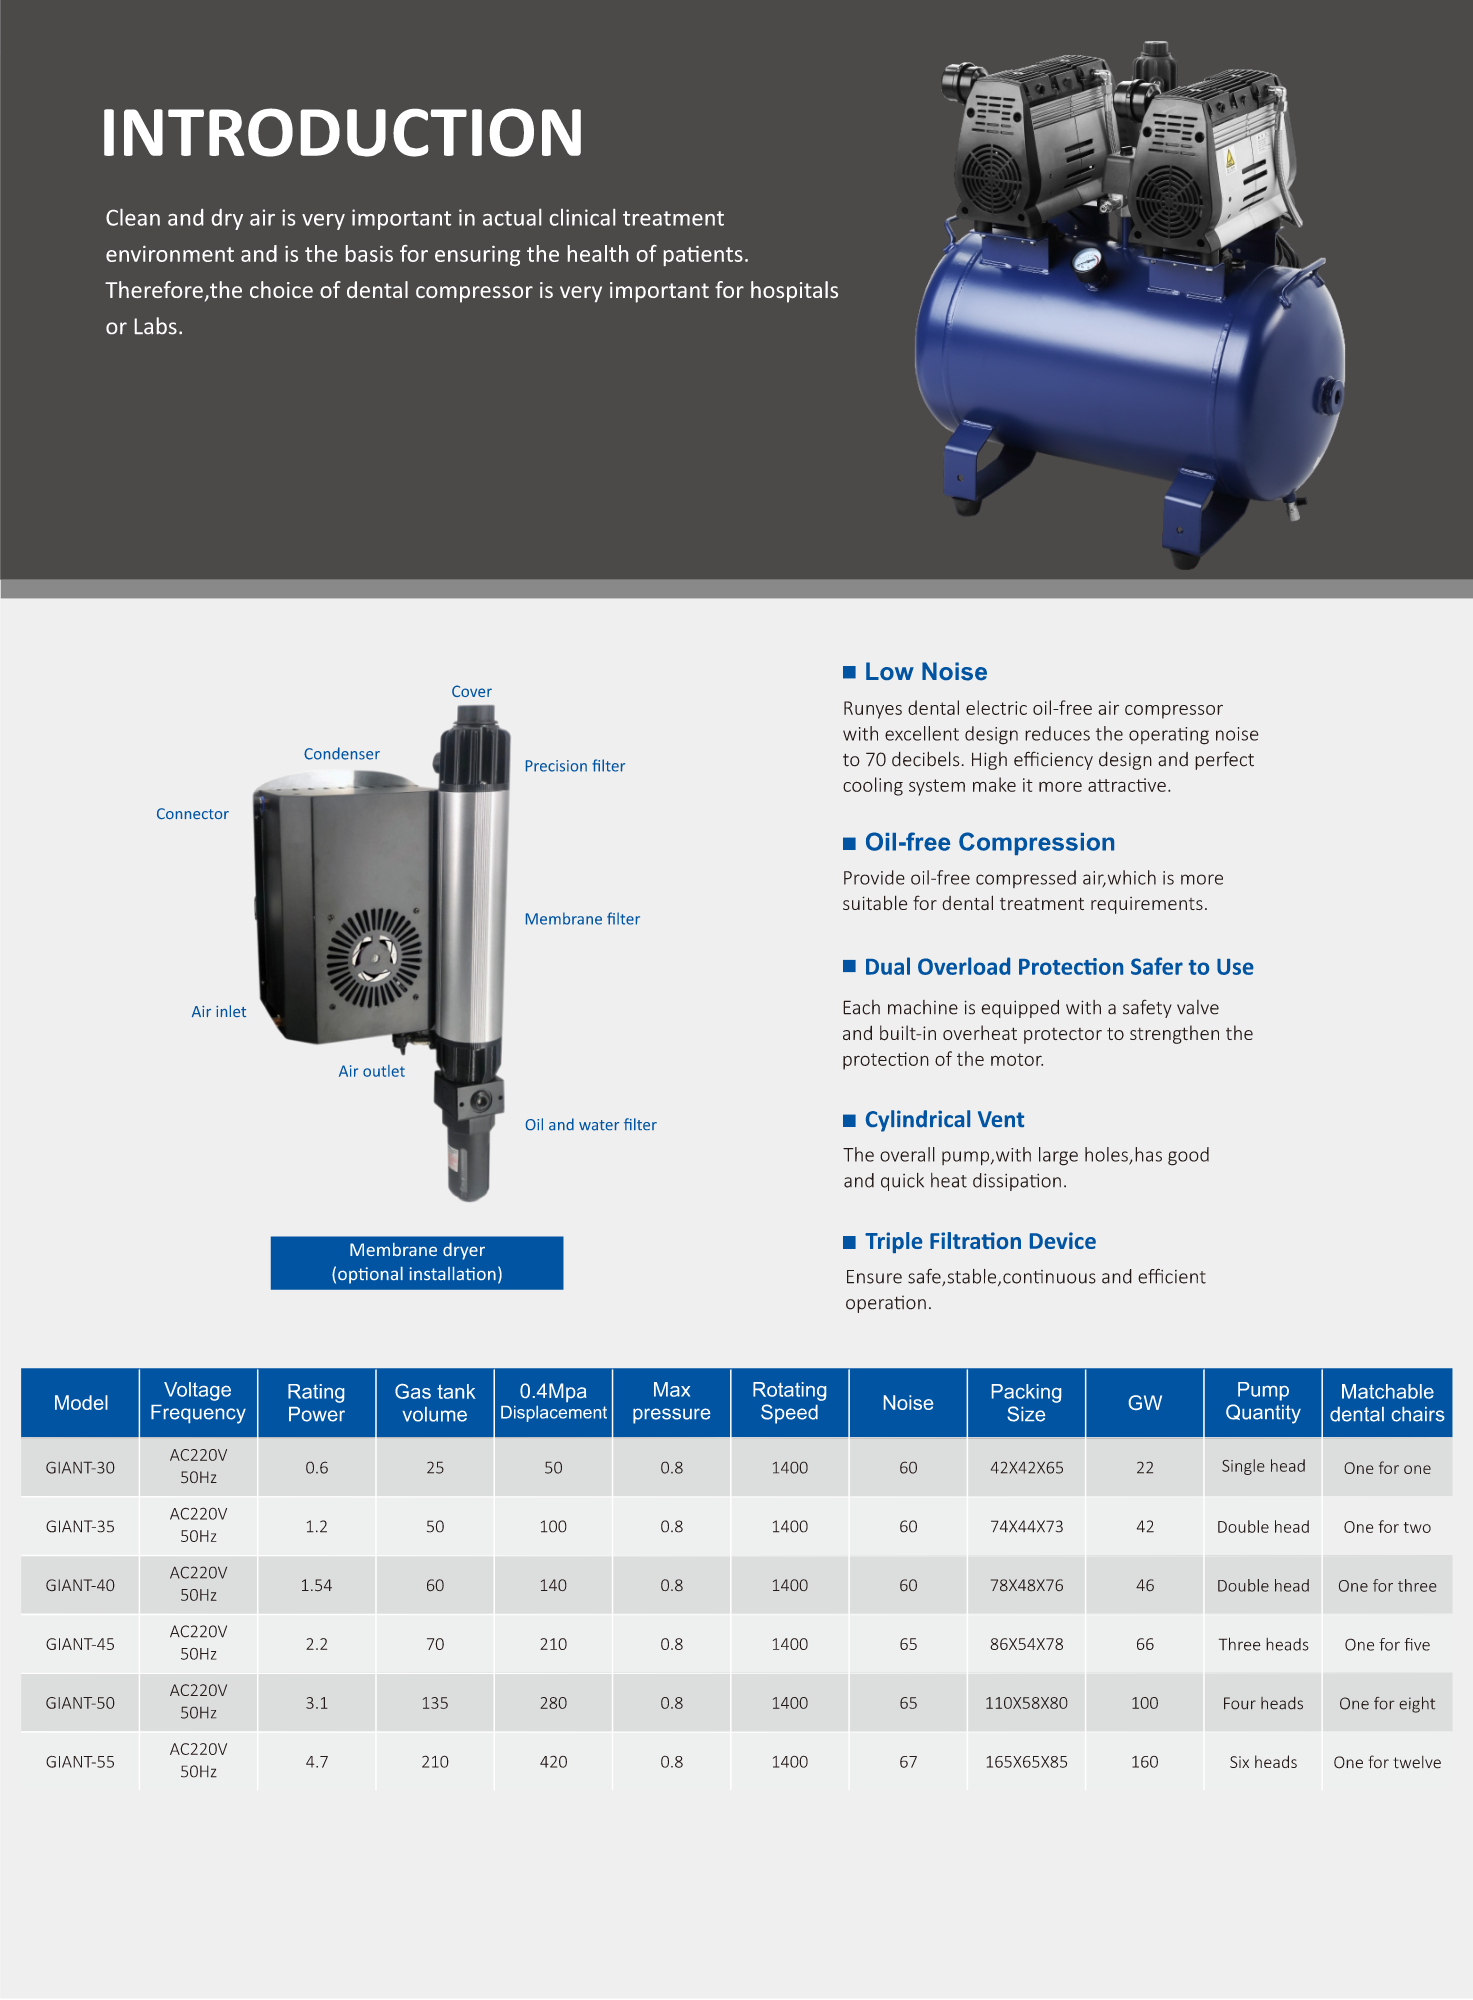 INTRODUCTION
Clean and dry air is very important in actual clinical treatment
environment and is the basis for ensuring the health of patients.
Therefore,the choice of dental compressor is very important for hospitals
or Labs.
Cover
Condenser
Precision filter
Connector
Membrane filter
Air inlet
Air outlet
Oil and water filter
Membrane dryer
(optional installation)
Low Noise
Runyes dental electric oil-free air compressor
with excellent design reduces the operating noise
to 70 decibels. High efficiency design and perfect
cooling system make it more attractive.
Oil-free Compression
Provide oil-free compressed air,which is more
suitable for dental treatment requirements.
Dual Overload Protection Safer to Use
Each machine is equipped with a safety valve
and built-in overheat protector to strengthen the
protection of the motor.
Cylindrical Vent
The overall pump,with large holes,has good
and quick heat dissipation.
Triple Filtration Device
Ensure safe,stable,continuous and efficient
operation.
Model Voltage Frequency Rating Power Gas tank volume 0.4Mpa Displacement Max pressure Rotating Speed Noise Packing Size GW Pump Quantity Matchable dental chairs
GIANT-30 AC220V 50Hz 0.6 25 50 0.8 1400 60 42X42X65 22 Single head One for one
GIANT-35 AC220V 50Hz 1.2 50 100 0.8 1400 60 74X44X73 42 Double head One for two
GIANT-40 AC220V 50Hz 1.54 60 140 0.8 1400 60 78X48X76 46 Double head One for three
GIANT-45 AC220V 50Hz 2.2 70 210 0.8 1400 65 86X54X78 66 Three heads One for five
GIANT-50 AC220V 50Hz 3.1 135 280 0.8 1400 65 110X58X80 100 Four heads One for eight
GIANT-55 AC220V 50Hz 4.7 210 420 0.8 1400 67 165X65X85 160 Six heads One for twelve